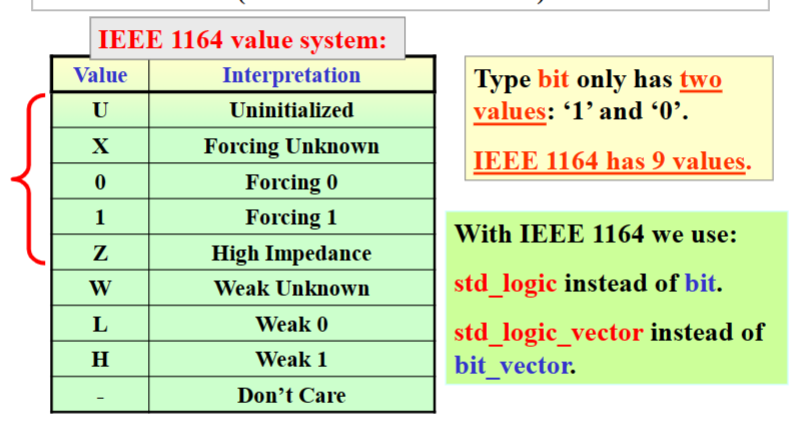 IEEE 1164 value system:
Value Interpretation
U Uninitialized
X Forcing Unknown
0 Forcing 0
1 Forcing 1
Z High Impedance
W Weak Unknown
L Weak 0
H Weak 1
- Don’t Care
Type bit only has two
values: ‘1’ and ‘0’.
IEEE 1164 has 9 values.
With IEEE 1164 we use:
std_logic instead of bit.
std_logic_vector instead of
bit_vector.